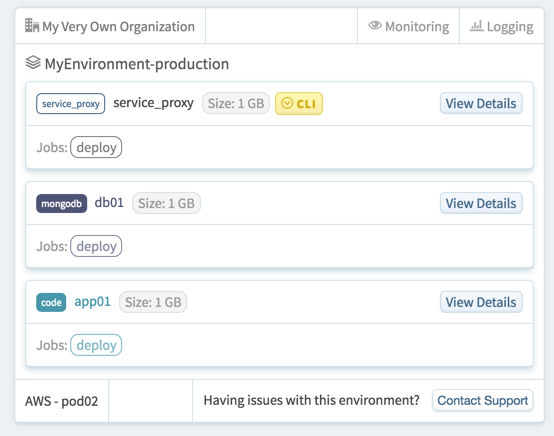 My Very Own Organization Monitoring Logging
MyEnvironment-production
service_proxy service_proxy Size: 1 GB CLI View Details
Jobs: deploy
mongodb db01 Size: 1 GB View Details
Jobs: deploy
code app01 Size: 1 GB View Details
Jobs: deploy
AWS - pod02 Having issues with this environment? Contact Support